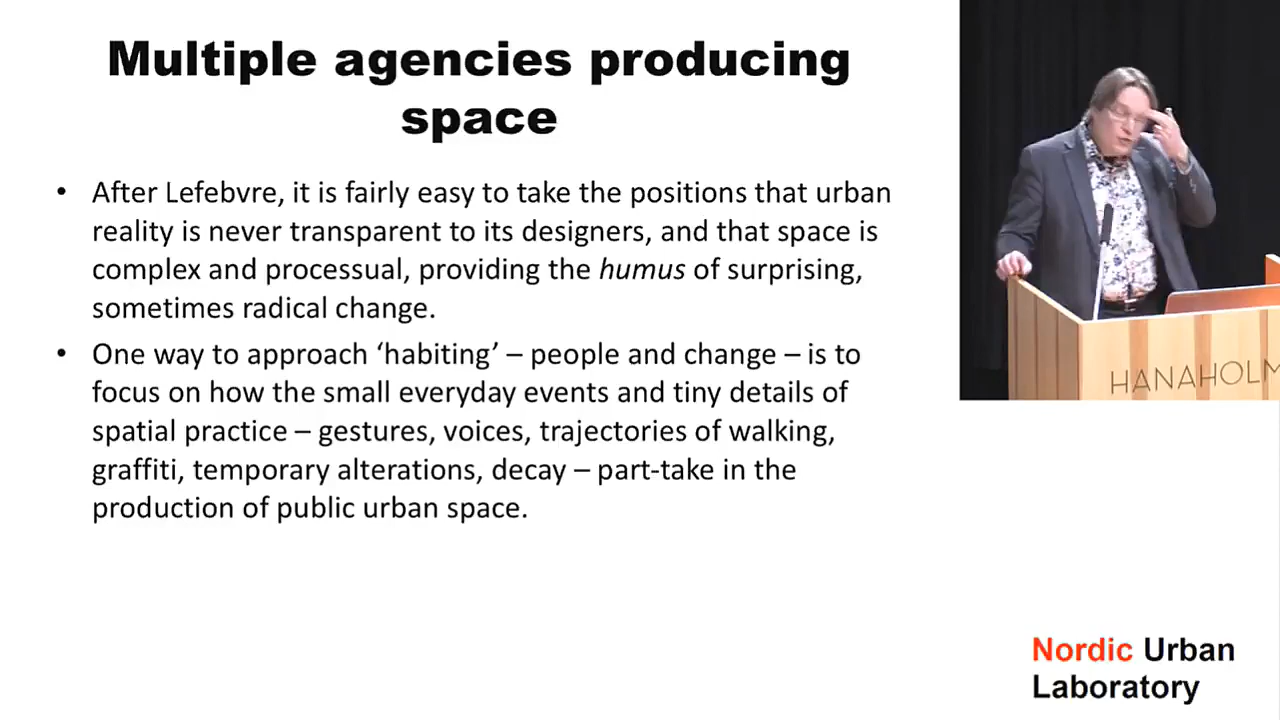 Multiple agencies producing
space
• After Lefebvre, it is fairly easy to take the positions that urban
reality is never transparent to its designers, and that space is
complex and processual, providing the humus of surprising,
sometimes radical change.
• One way to approach ‘habiting’ – people and change – is to
focus on how the small everyday events and tiny details of
spatial practice – gestures, voices, trajectories of walking,
graffiti, temporary alterations, decay – part-take in the
production of public urban space.
HANAHOLM
Nordic Urban
Laboratory